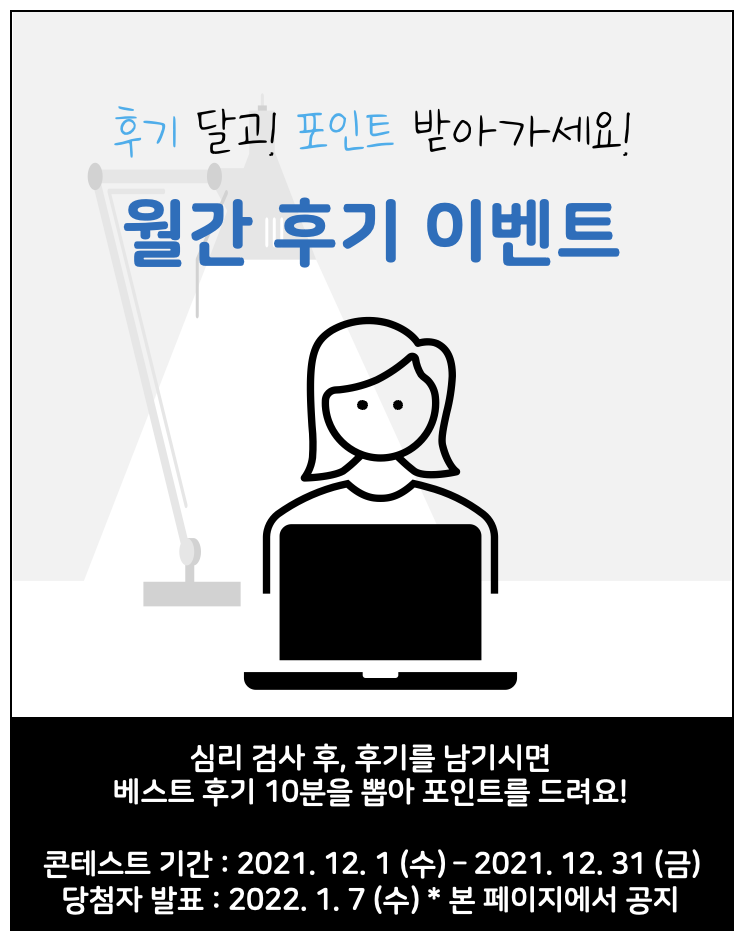 후기 달고! 포인트 받아가세요!
월간 후기 이벤트
심리 검사 후, 후기를 남기시면
베스트 후기 10분을 뽑아 포인트를 드려요!
콘테스트 기간 : 2021. 12. 1 (수) - 2021. 12. 31 (금)
당첨자 발표 : 2022. 1. 7 (수) * 본 페이지에서 공지